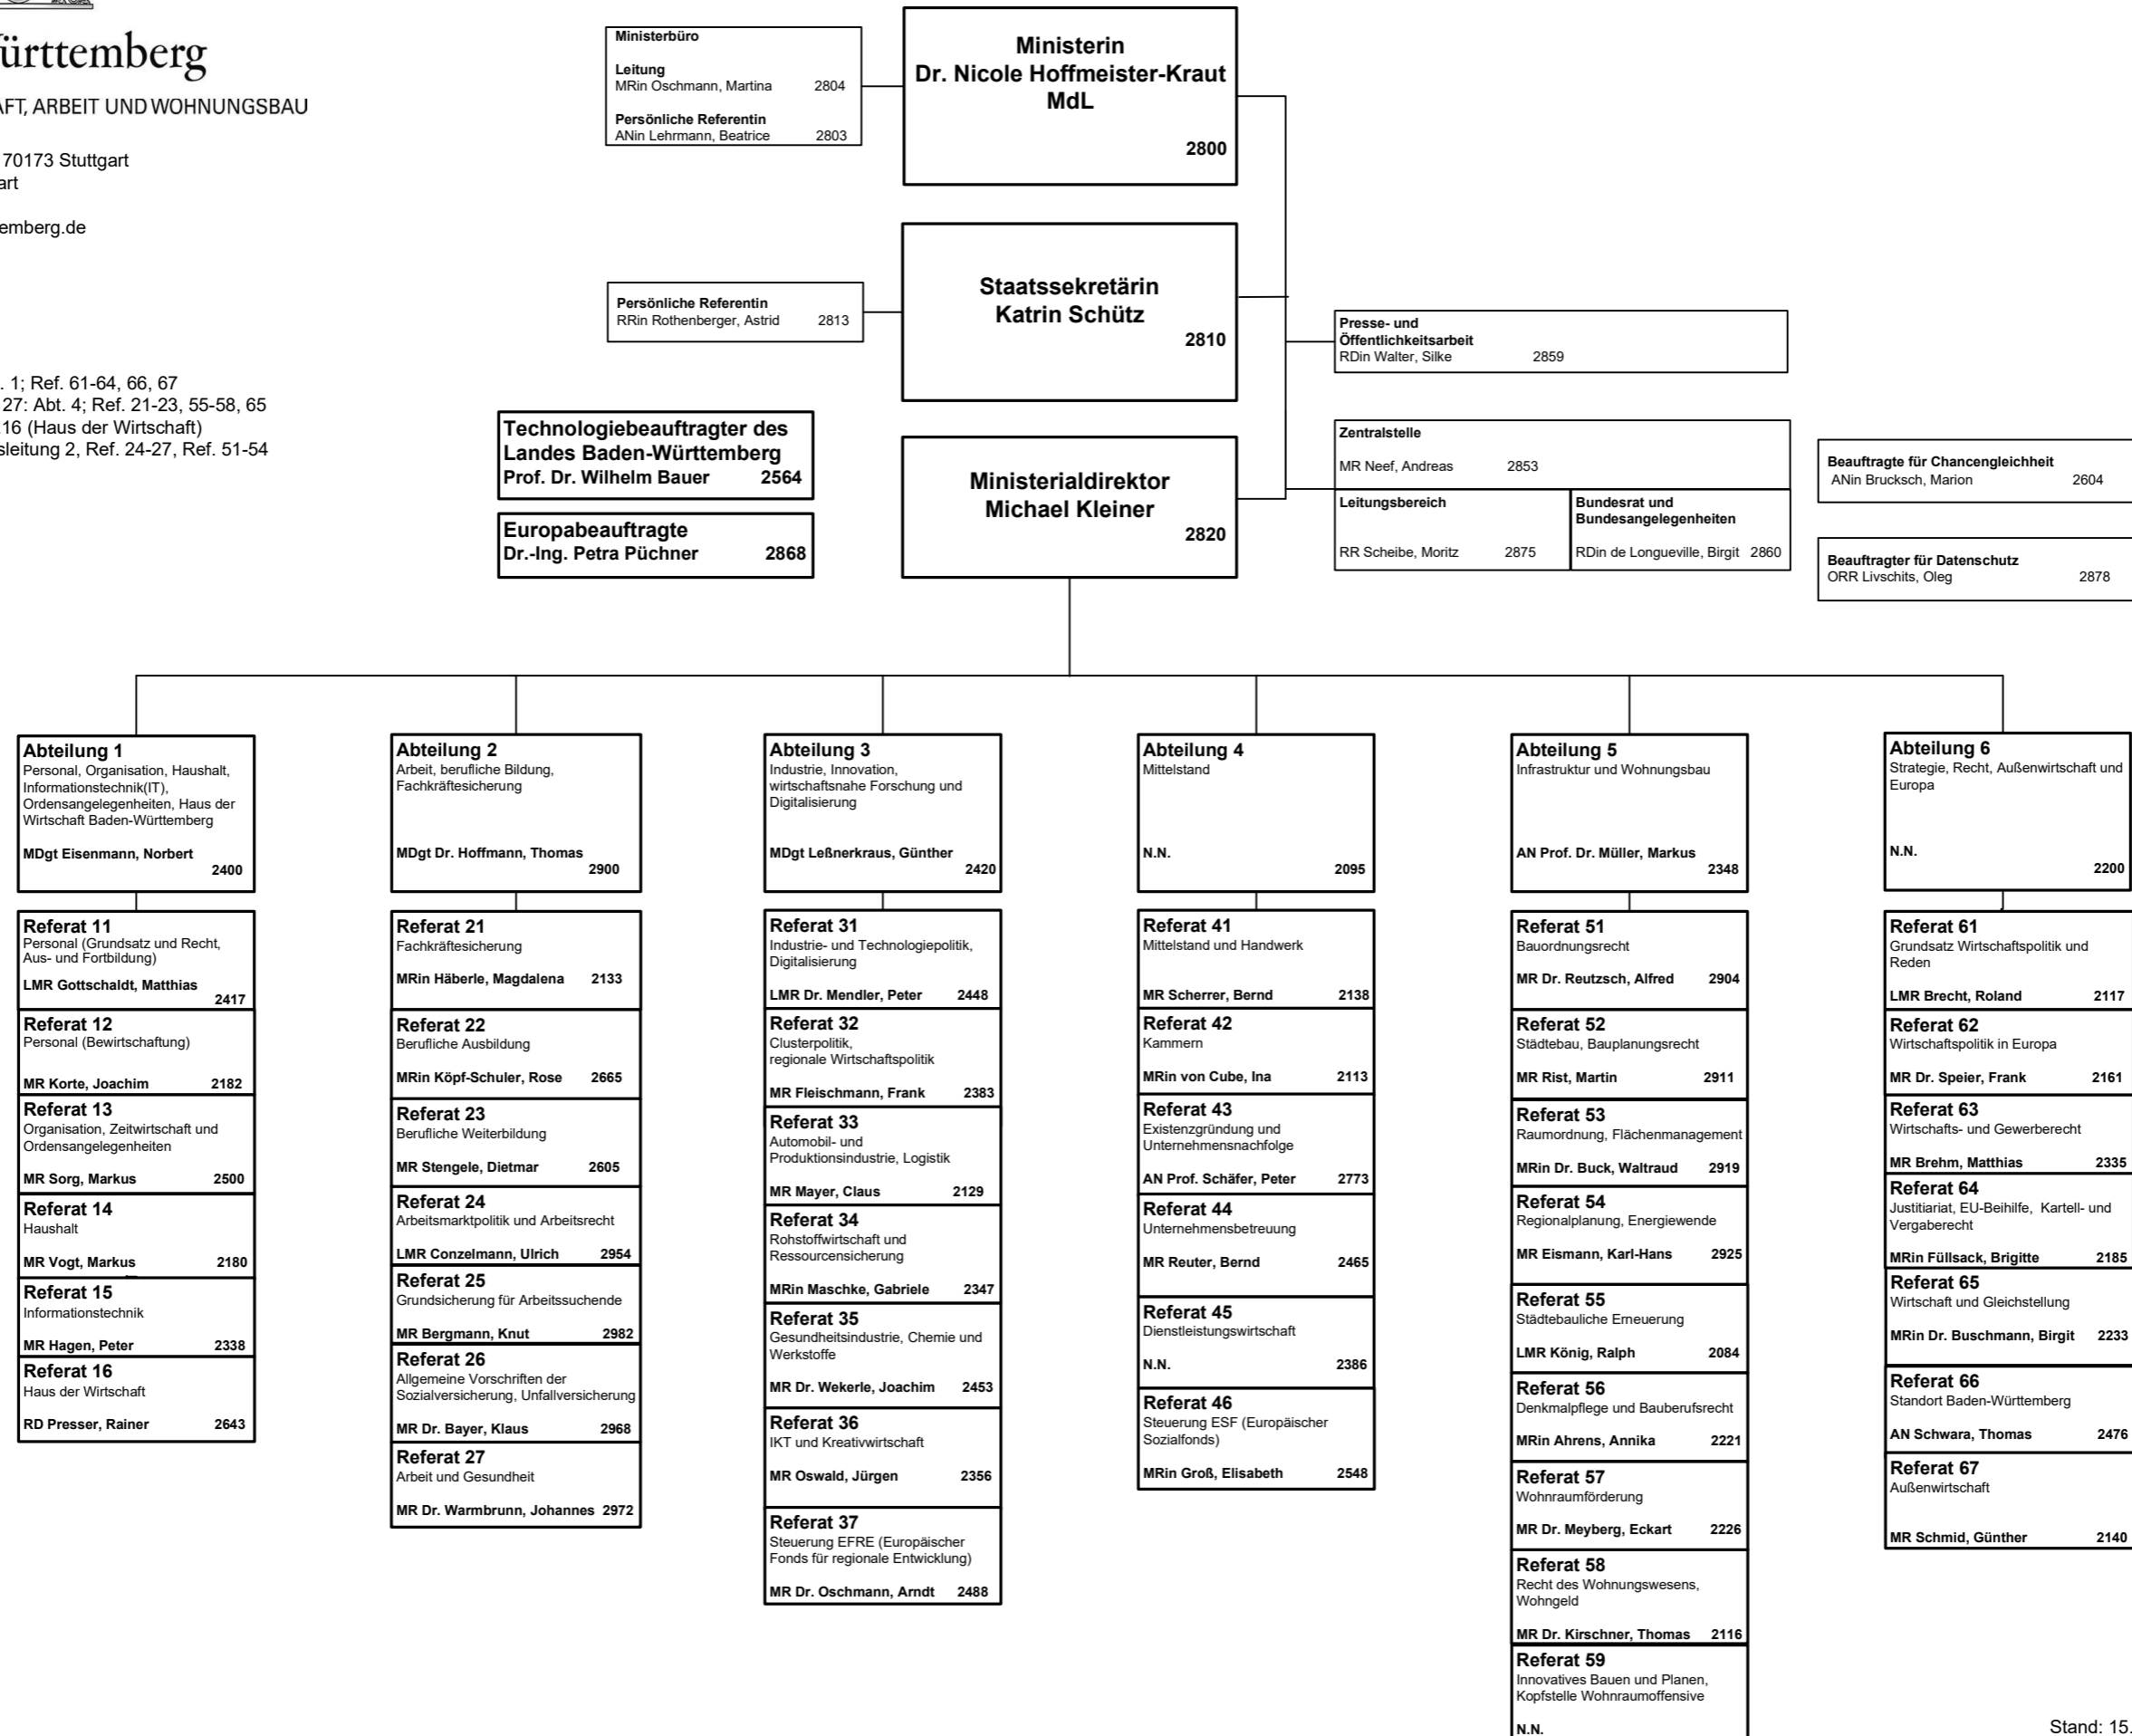 Württemberg
AFT, ARBEIT UND WOHNUNGSBAU
70173 Stuttgart
art
temberg.de
. 1; Ref. 61-64, 66, 67
27: Abt. 4; Ref. 21-23, 55-58, 65
16 (Haus der Wirtschaft)
sleitung 2, Ref. 24-27, Ref. 51-54
Ministerbüro
Leitung
MRin Oschmann, Martina 2804
Persönliche Referentin
ANin Lehrmann, Beatrice 2803
Ministerin
Dr. Nicole Hoffmeister-Kraut
MdL
2800
Persönliche Referentin
RRin Rothenberger, Astrid 2813
Staatssekretärin
Katrin Schütz
2810
Presse- und
Öffentlichkeitsarbeit
RDin Walter, Silke 2859
Technologiebeauftragter des
Landes Baden-Württemberg
Prof. Dr. Wilhelm Bauer 2564
Europabeauftragte
Dr.-Ing. Petra Püchner 2868
Ministerialdirektor
Michael Kleiner
2820
Zentralstelle
MR Neef, Andreas 2853
Leitungsbereich
RR Scheibe, Moritz 2875
Bundesrat und
Bundesangelegenheiten
RDin de Longueville, Birgit 2860
Beauftragte für Chancengleichheit
ANin Brucksch, Marion 2604
Beauftragter für Datenschutz
ORR Livschits, Oleg 2878
Abteilung 1
Personal, Organisation, Haushalt,
Informationstechnik(IT),
Ordensangelegenheiten, Haus der
Wirtschaft Baden-Württemberg
MDgt Eisenmann, Norbert
2400
Referat 11
Personal (Grundsatz und Recht,
Aus- und Fortbildung)
LMR Gottschaldt, Matthias
2417
Referat 12
Personal (Bewirtschaftung)
MR Korte, Joachim 2182
Referat 13
Organisation, Zeitwirtschaft und
Ordensangelegenheiten
MR Sorg, Markus 2500
Referat 14
Haushalt
MR Vogt, Markus 2180
Referat 15
Informationstechnik
MR Hagen, Peter 2338
Referat 16
Haus der Wirtschaft
RD Presser, Rainer 2643
Abteilung 2
Arbeit, berufliche Bildung,
Fachkräftesicherung
MDgt Dr. Hoffmann, Thomas
2900
Referat 21
Fachkräftesicherung
MRin Häberle, Magdalena 2133
Referat 22
Berufliche Ausbildung
MRin Köpf-Schuler, Rose 2665
Referat 23
Berufliche Weiterbildung
MR Stengele, Dietmar 2605
Referat 24
Arbeitsmarktpolitik und Arbeitsrecht
LMR Conzelmann, Ulrich 2954
Referat 25
Grundsicherung für Arbeitssuchende
MR Bergmann, Knut 2982
Referat 26
Allgemeine Vorschriften der
Sozialversicherung, Unfallversicherung
MR Dr. Bayer, Klaus 2968
Referat 27
Arbeit und Gesundheit
MR Dr. Warmbrunn, Johannes 2972
Abteilung 3
Industrie, Innovation,
wirtschaftsnahe Forschung und
Digitalisierung
MDgt Leßnerkraus, Günther
2420
Referat 31
Industrie- und Technologiepolitik,
Digitalisierung
LMR Dr. Mendler, Peter 2448
Referat 32
Clusterpolitik,
regionale Wirtschaftspolitik
MR Fleischmann, Frank 2383
Referat 33
Automobil- und
Produktionsindustrie, Logistik
MR Mayer, Claus 2129
Referat 34
Rohstoffwirtschaft und
Ressourcensicherung
MRin Maschke, Gabriele 2347
Referat 35
Gesundheitsindustrie, Chemie und
Werkstoffe
MR Dr. Wekerle, Joachim 2453
Referat 36
IKT und Kreativwirtschaft
MR Oswald, Jürgen 2356
Referat 37
Steuerung EFRE (Europäischer
Fonds für regionale Entwicklung)
MR Dr. Oschmann, Arndt 2488
Abteilung 4
Mittelstand
N.N.
2095
Referat 41
Mittelstand und Handwerk
MR Scherrer, Bernd 2138
Referat 42
Kammern
MRin von Cube, Ina 2113
Referat 43
Existenzgründung und
Unternehmensnachfolge
AN Prof. Schäfer, Peter 2773
Referat 44
Unternehmensbetreuung
MR Reuter, Bernd 2465
Referat 45
Dienstleistungswirtschaft
N.N. 2386
Referat 46
Steuerung ESF (Europäischer
Sozialfonds)
MRin Groß, Elisabeth 2548
Abteilung 5
Infrastruktur und Wohnungsbau
AN Prof. Dr. Müller, Markus
2348
Referat 51
Bauordnungsrecht
MR Dr. Reutzsch, Alfred 2904
Referat 52
Städtebau, Bauplanungsrecht
MR Rist, Martin 2911
Referat 53
Raumordnung, Flächenmanagement
MRin Dr. Buck, Waltraud 2919
Referat 54
Regionalplanung, Energiewende
MR Eismann, Karl-Hans 2925
Referat 55
Städtebauliche Erneuerung
LMR König, Ralph 2084
Referat 56
Denkmalpflege und Bauberufsrecht
MRin Ahrens, Annika 2221
Referat 57
Wohnraumförderung
MR Dr. Meyberg, Eckart 2226
Referat 58
Recht des Wohnungswesens,
Wohngeld
MR Dr. Kirschner, Thomas 2116
Referat 59
Innovatives Bauen und Planen,
Kopfstelle Wohnraumoffensive
N.N.
Abteilung 6
Strategie, Recht, Außenwirtschaft und
Europa
N.N.
2200
Referat 61
Grundsatz Wirtschaftspolitik und
Reden
LMR Brecht, Roland 2117
Referat 62
Wirtschaftspolitik in Europa
MR Dr. Speier, Frank 2161
Referat 63
Wirtschafts- und Gewerberecht
MR Brehm, Matthias 2335
Referat 64
Justitiariat, EU-Beihilfe, Kartell- und
Vergaberecht
MRin Füllsack, Brigitte 2185
Referat 65
Wirtschaft und Gleichstellung
MRin Dr. Buschmann, Birgit 2233
Referat 66
Standort Baden-Württemberg
AN Schwara, Thomas 2476
Referat 67
Außenwirtschaft
MR Schmid, Günther 2140
Stand: 15.